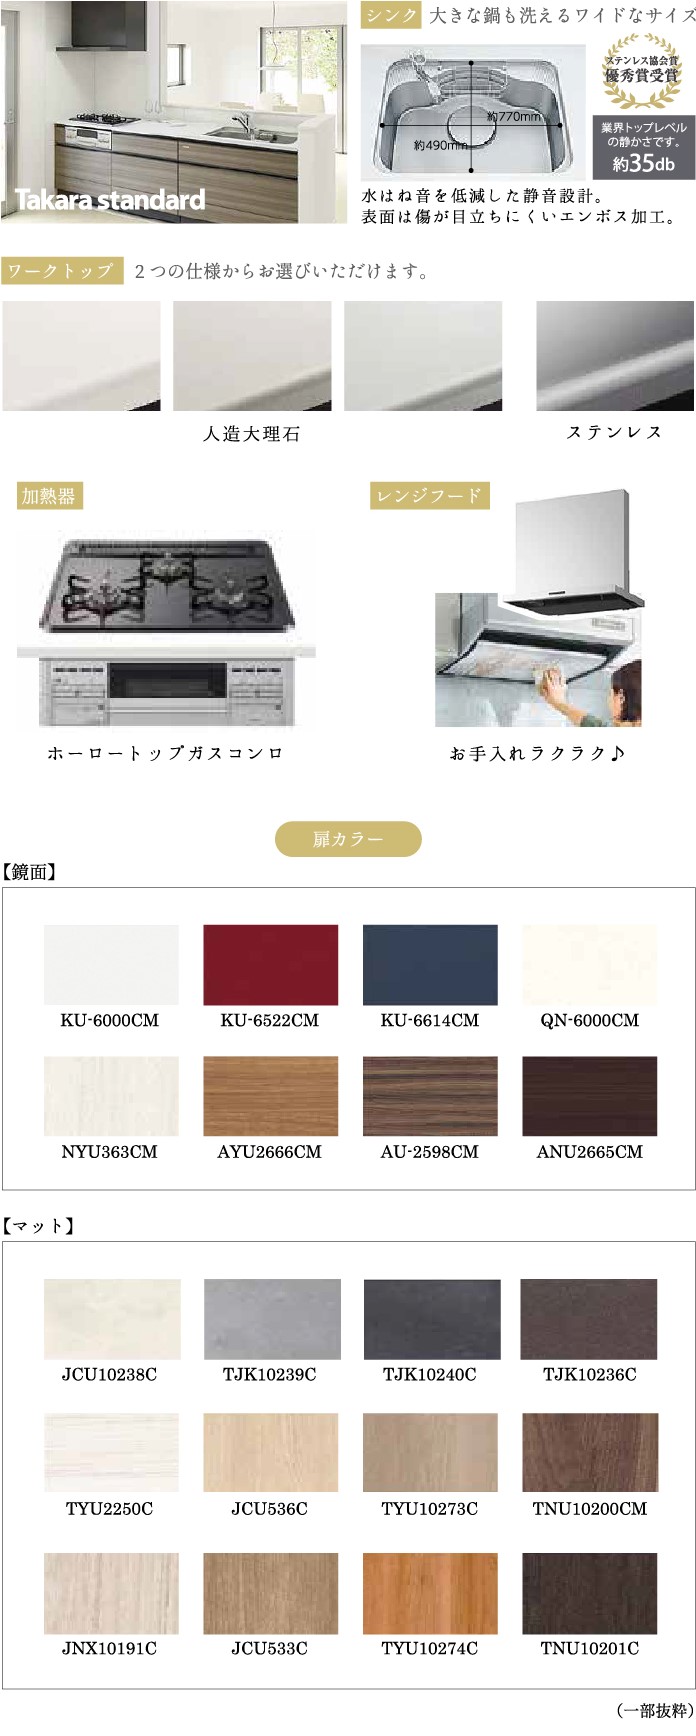 Takara standard
シンク 大きな鍋も洗えるワイドなサイズ
約770mm
約490mm
ステンレス協会賞
優秀賞受賞
業界トップレベル
の静かさです。
約35db
水はね音を低減した静音設計。
表面は傷が目立ちにくいエンボス加工。
ワークトップ 2つの仕様からお選びいただけます。
人造大理石
ステンレス
加熱器
レンジフード
ホーロートップガスコンロ
お手入れラクラク♪
扉カラー
【鏡面】
KU-6000CM
KU-6522CM
KU-6614CM
QN-6000CM
NYU363CM
AYU2666CM
AU-2598CM
ANU2665CM
【マット】
JCU10238C
TJK10239C
TJK10240C
TJK10236C
TYU2250C
JCU536C
TYU10273C
TNU10200CM
JNX10191C
JCU533C
TYU10274C
TNU10201C
（一部抜粋）